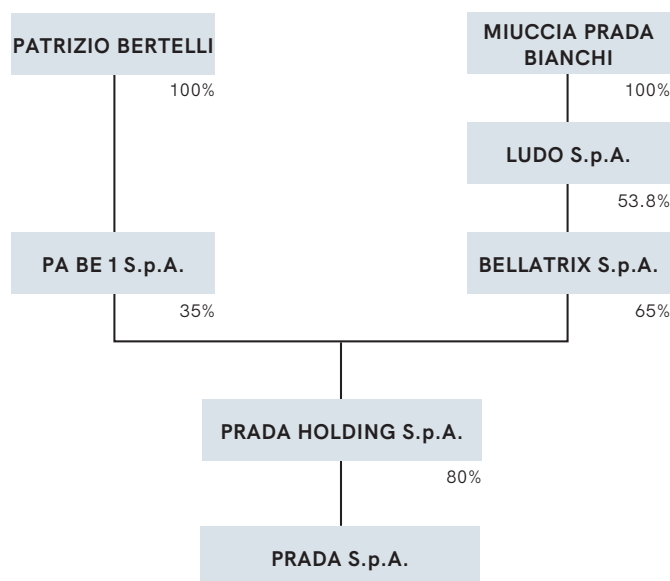 PATRIZIO BERTELLI
MIUCCIA PRADA
BIANCHI
100%
100%
LUDO S.p.A.
53.8%
PA BE 1 S.p.A.
BELLATRIX S.p.A.
35%
65%
PRADA HOLDING S.p.A.
80%
PRADA S.p.A.